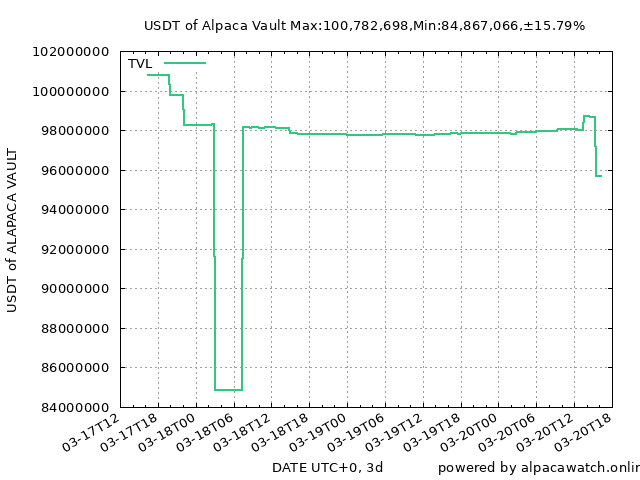 USDT of Alpaca Vault Max:100,782,698,Min:84,867,066,±15.79%
102000000
100000000
98000000
96000000
94000000
92000000
90000000
88000000
86000000
84000000
USDT of ALAPACA VAULT
TVL
03-17T12
03-17T18
03-18T00
03-18T06
03-18T12
03-18T18
03-19T00
03-19T06
03-19T12
03-19T18
03-20T00
03-20T06
03-20T12
03-20T18
DATE UTC+0, 3d
powered by alpacawatch.onlin